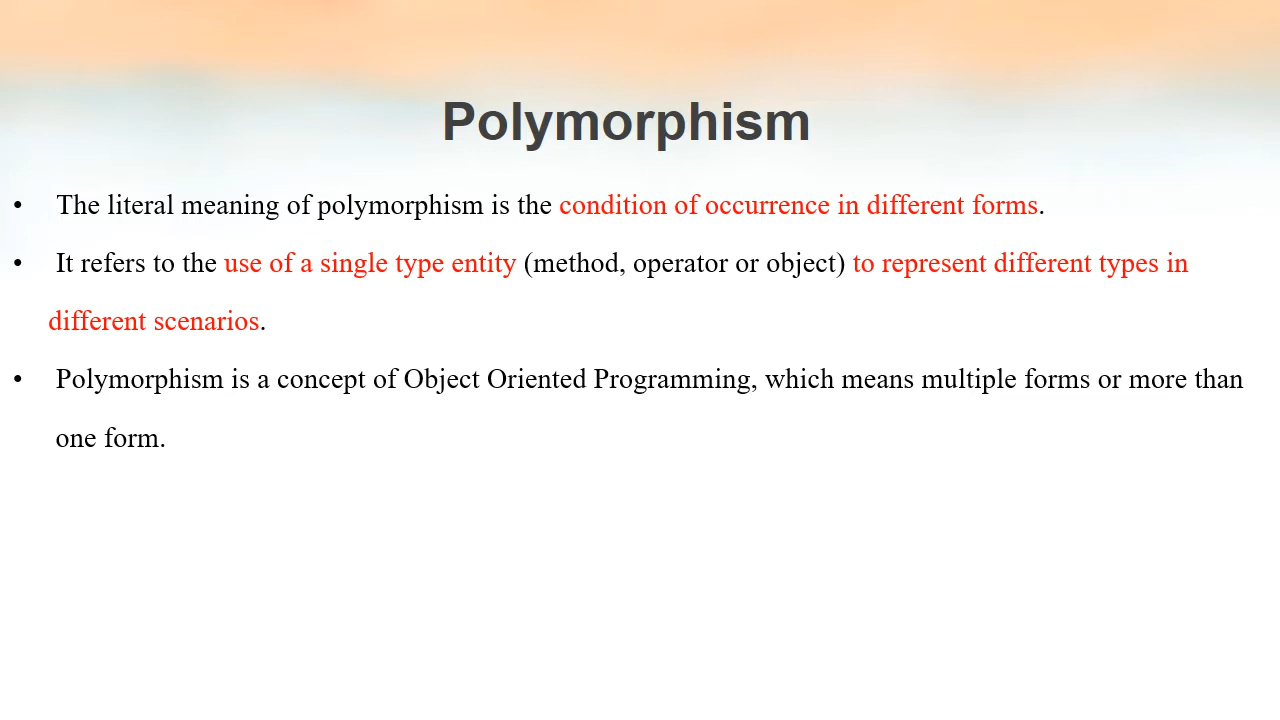 Polymorphism
• The literal meaning of polymorphism is the condition of occurrence in different forms.
• It refers to the use of a single type entity (method, operator or object) to represent different types in
different scenarios.
• Polymorphism is a concept of Object Oriented Programming, which means multiple forms or more than
one form.